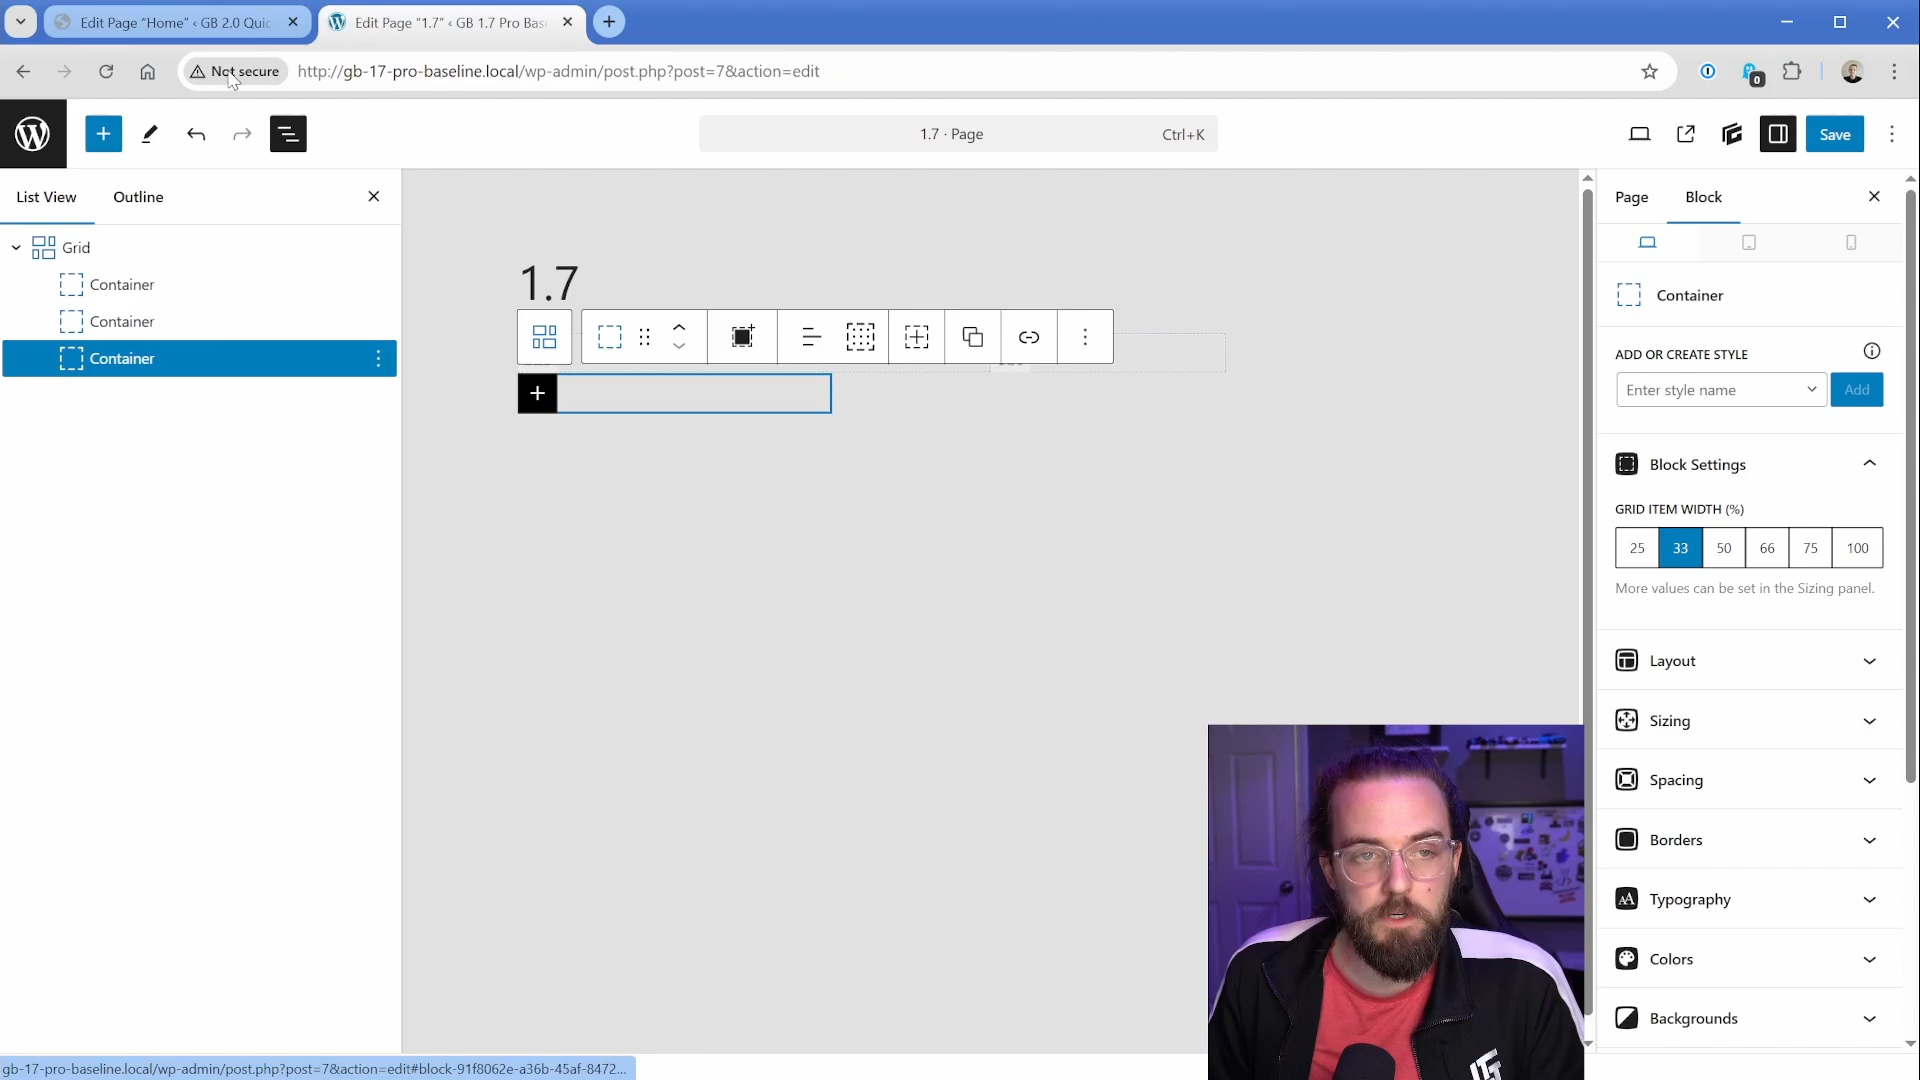 Edit Page “Home” ‹ GB 2.0 Quic
Edit Page “1.7” ‹ GB 1.7 Pro Bas
Not secure
http://gb-17-pro-baseline.local/wp-admin/post.php?post=7&action=edit
0
1.7 · Page
Ctrl+K
Save
List View
Outline
Grid
Container
Container
Container
1.7
Page
Block
Container
ADD OR CREATE STYLE
Enter style name
Add
Block Settings
GRID ITEM WIDTH (%)
25
33
50
66
75
100
More values can be set in the Sizing panel.
Layout
Sizing
Spacing
Borders
Typography
Colors
Backgrounds
gb-17-pro-baseline.local/wp-admin/post.php?post=7&action=edit#block-91f8062e-a36b-45af-8472...